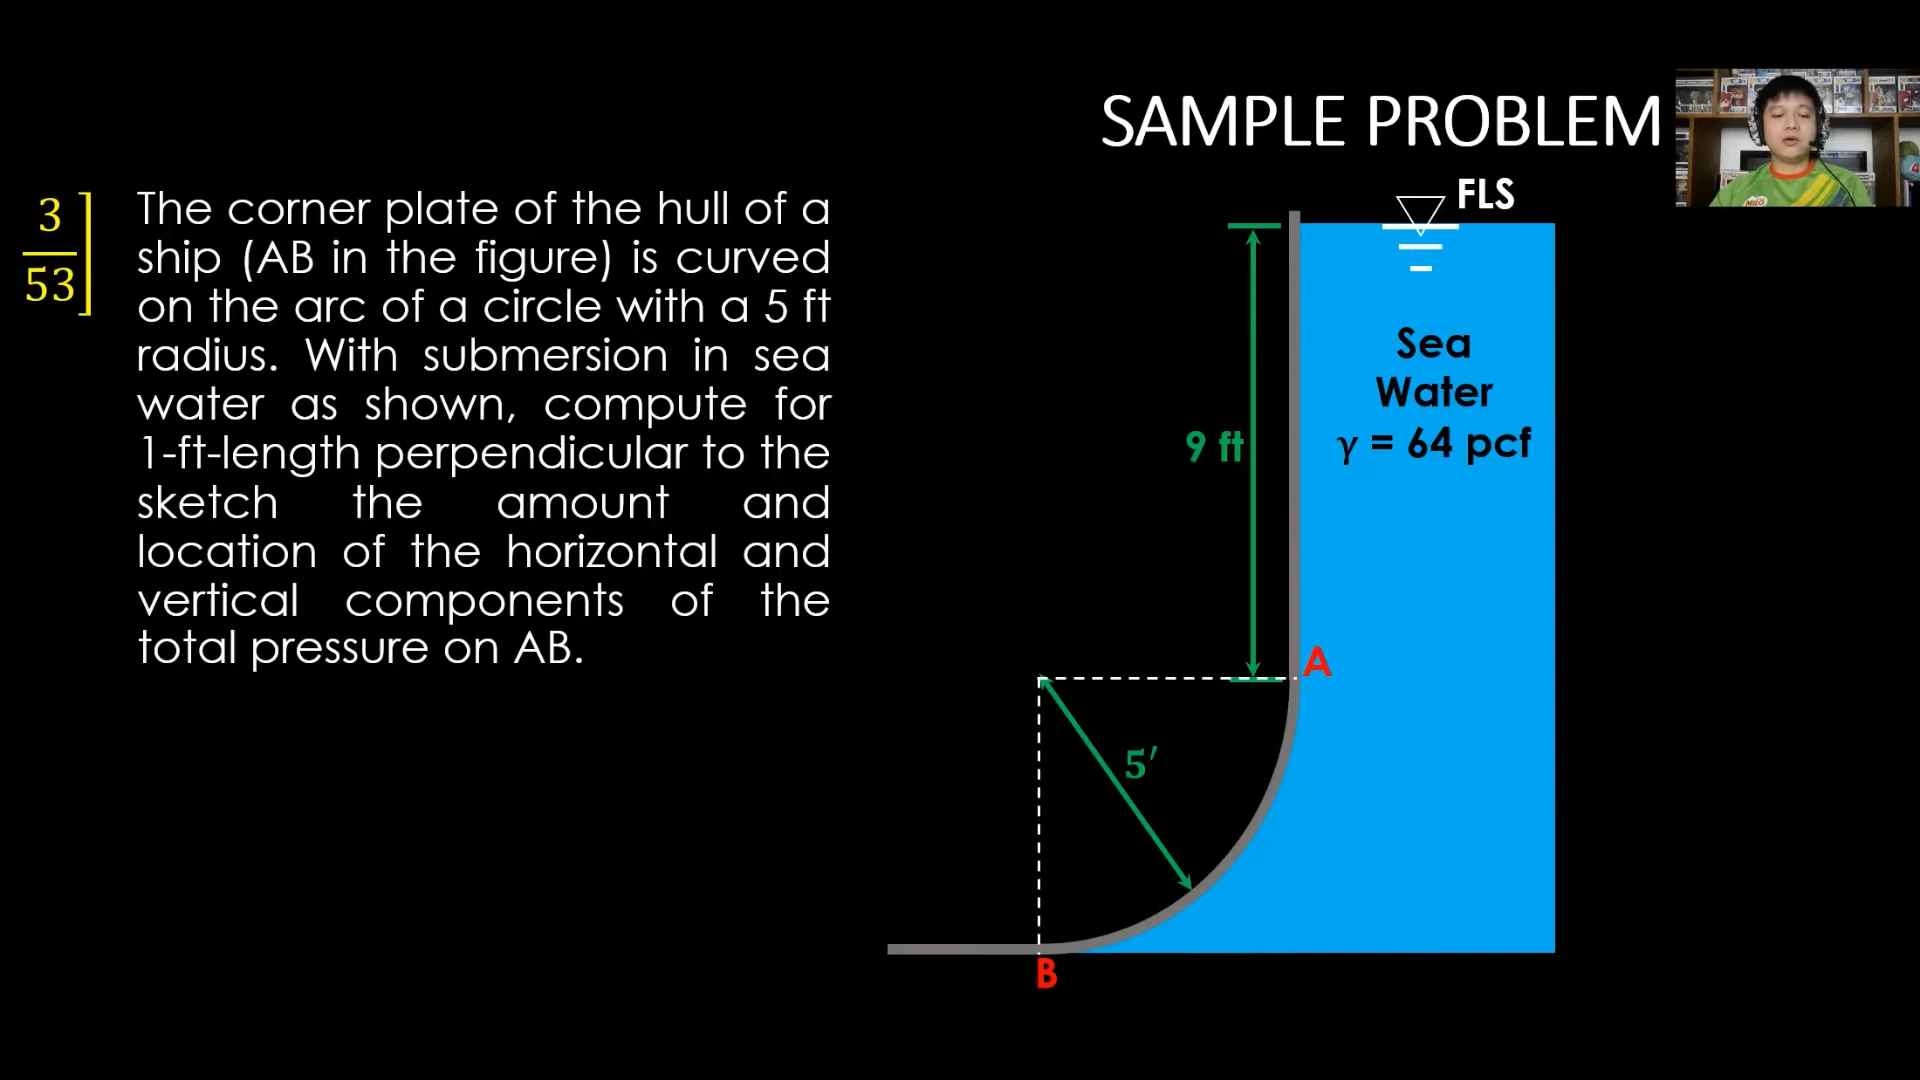 SAMPLE PROBLEM
3
53
The corner plate of the hull of a
ship (AB in the figure) is curved
on the arc of a circle with a 5 ft
radius. With submersion in sea
water as shown, compute for
1-ft-length perpendicular to the
sketch the amount and
location of the horizontal and
vertical components of the
total pressure on AB.
FLS
Sea
Water
γ = 64 pcf
9 ft
A
5′
B
MILO